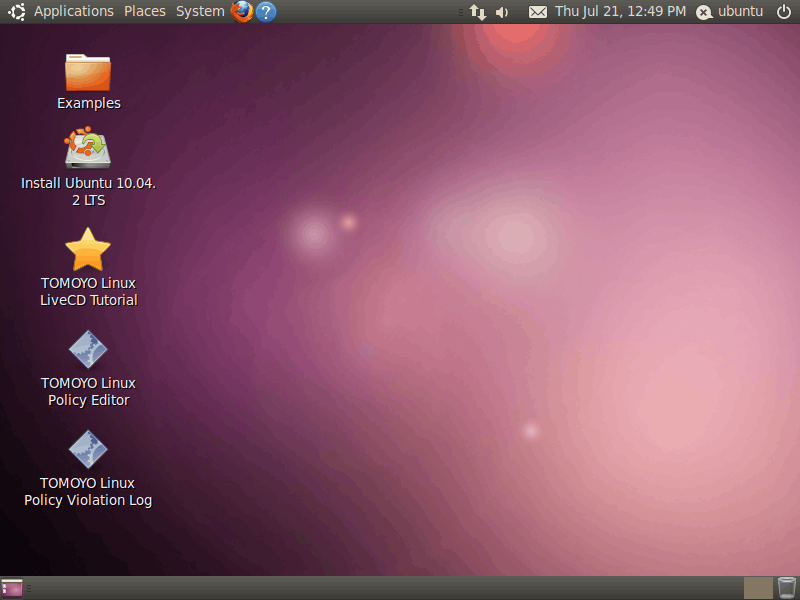 Applications Places System ? Thu Jul 21, 12:49 PM ubuntu
Examples
Install Ubuntu 10.04.
2 LTS
TOMOYO Linux
LiveCD Tutorial
TOMOYO Linux
Policy Editor
TOMOYO Linux
Policy Violation Log